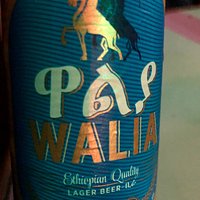 ዋልያ
WALIA
Ethiopian Quality
LAGER BEER